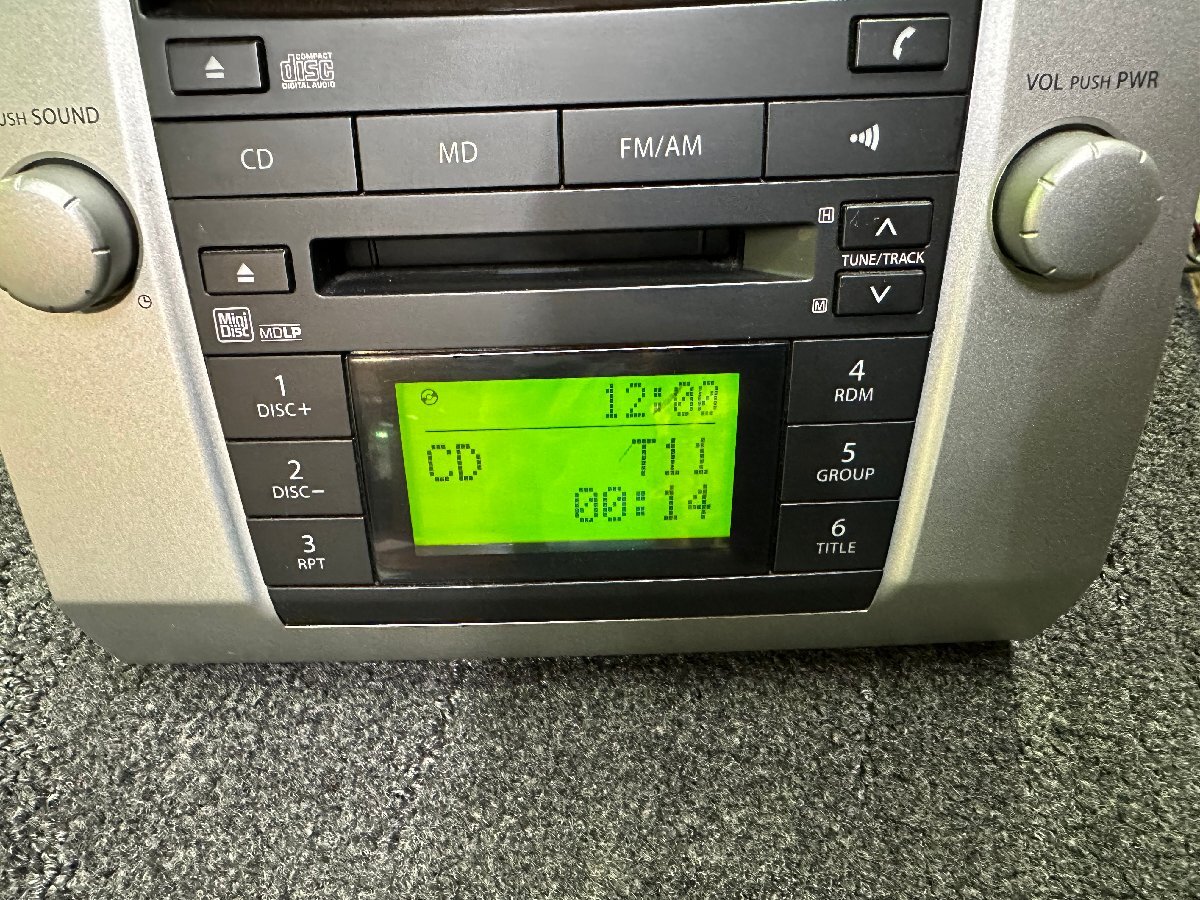 COMPACT
disc
DIGITAL AUDIO
VOL PUSH PWR
USH SOUND
CD
MD
FM/AM
H
TUNE/TRACK
M
Mini
Disc
MDLP
1
DISC+
2
DISC−
3
RPT
12:00
CD T11
00:14
4
RDM
5
GROUP
6
TITLE